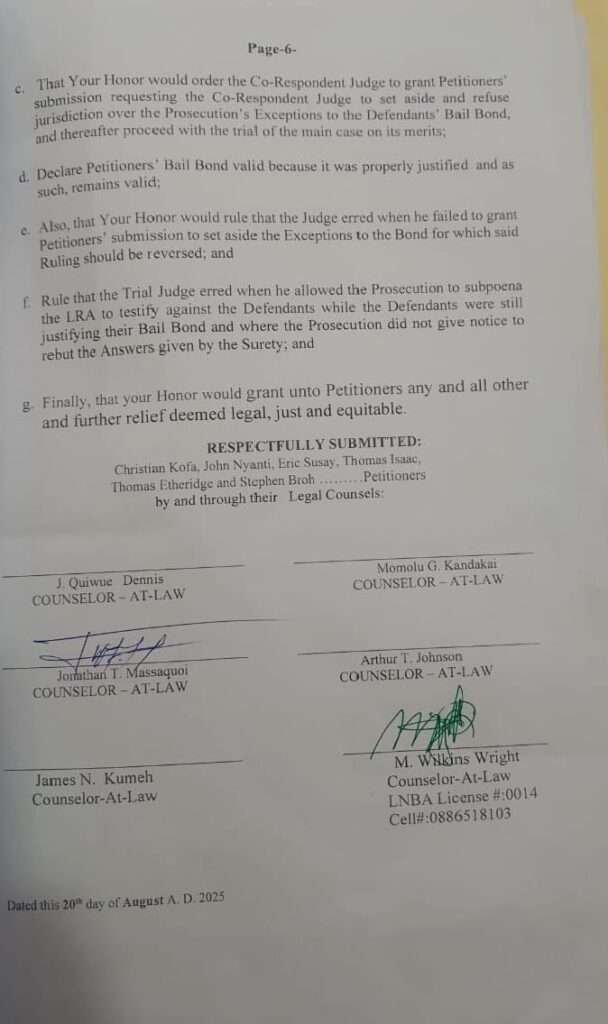 Page-6-
c. That Your Honor would order the Co-Respondent Judge to grant Petitioners'
submission requesting the Co-Respondent Judge to set aside and refuse
jurisdiction over the Prosecution's Exceptions to the Defendants' Bail Bond,
and thereafter proceed with the trial of the main case on its merits;
d. Declare Petitioners' Bail Bond valid because it was properly justified and as
such, remains valid;
e. Also, that Your Honor would rule that the Judge erred when he failed to grant
Petitioners' submission to set aside the Exceptions to the Bond for which said
Ruling should be reversed; and
f. Rule that the Trial Judge erred when he allowed the Prosecution to subpoena
the LRA to testify against the Defendants while the Defendants were still
justifying their Bail Bond and where the Prosecution did not give notice to
rebut the Answers given by the Surety; and
g. Finally, that your Honor would grant unto Petitioners any and all other
and further relief deemed legal, just and equitable.
RESPECTFULLY SUBMITTED:
Christian Kofa, John Nyanti, Eric Susay, Thomas Isaac,
Thomas Etheridge and Stephen Broh .........Petitioners
by and through their Legal Counsels:
J. Quiwue Dennis
COUNSELOR – AT-LAW
Momolu G. Kandakai
COUNSELOR – AT-LAW
Jonathan T. Massaquoi
COUNSELOR – AT-LAW
Arthur T. Johnson
COUNSELOR – AT-LAW
James N. Kumeh
Counselor-At-Law
M. Wilkins Wright
Counselor-At-Law
LNBA License #:0014
Cell#:0886518103
Dated this 20th day of August A. D. 2025